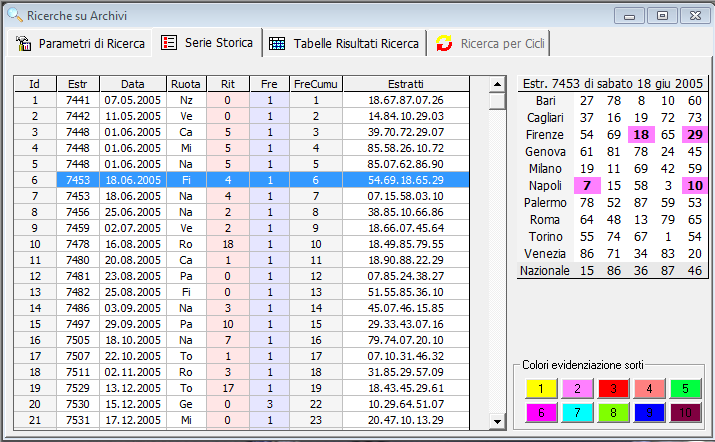 Ricerche su Archivi
Parametri di Ricerca Serie Storica Tabelle Risultati Ricerca Ricerca per Cicli
Id Estr Data Ruota Rit Fre FreCumu Estratti
1 7441 07.05.2005 Nz 0 1 1 18.67.87.07.26
2 7442 11.05.2005 Ve 0 1 2 14.84.10.29.03
3 7448 01.06.2005 Ca 5 1 3 39.70.72.29.07
4 7448 01.06.2005 Mi 5 1 4 85.58.26.10.72
5 7448 01.06.2005 Na 5 1 5 85.07.62.86.90
6 7453 18.06.2005 Fi 4 1 6 54.69.18.65.29
7 7453 18.06.2005 Na 4 1 7 07.15.58.03.10
8 7456 25.06.2005 Na 2 1 8 38.85.10.66.86
9 7459 02.07.2005 Ve 2 1 9 18.66.07.45.64
10 7478 16.08.2005 Ro 18 1 10 18.49.85.79.55
11 7480 20.08.2005 Ca 1 1 11 18.90.88.22.29
12 7481 23.08.2005 Pa 0 1 12 07.85.24.38.27
13 7482 25.08.2005 Fi 0 1 13 51.55.85.36.10
14 7486 03.09.2005 Na 3 1 14 45.07.46.15.85
15 7497 29.09.2005 Pa 10 1 15 29.33.43.07.16
16 7505 18.10.2005 Na 7 1 16 79.74.07.20.10
17 7507 22.10.2005 To 1 1 17 07.10.31.46.32
18 7511 02.11.2005 Ro 3 1 18 31.85.29.57.09
19 7529 13.12.2005 To 17 1 19 18.43.45.29.61
20 7530 15.12.2005 Ge 0 3 22 10.29.64.51.07
21 7531 17.12.2005 Mi 0 1 23 20.47.10.13.29
Estr. 7453 di sabato 18 giu 2005
Bari 27 78 8 10 60
Cagliari 37 16 19 72 73
Firenze 54 69 18 65 29
Genova 61 81 78 24 45
Milano 19 11 69 42 59
Napoli 7 15 58 3 10
Palermo 78 52 87 59 53
Roma 64 48 13 79 65
Torino 55 74 67 1 54
Venezia 86 71 34 83 20
Nazionale 15 86 36 87 46
Colori evidenziazione sorti
1 2 3 4 5
6 7 8 9 10